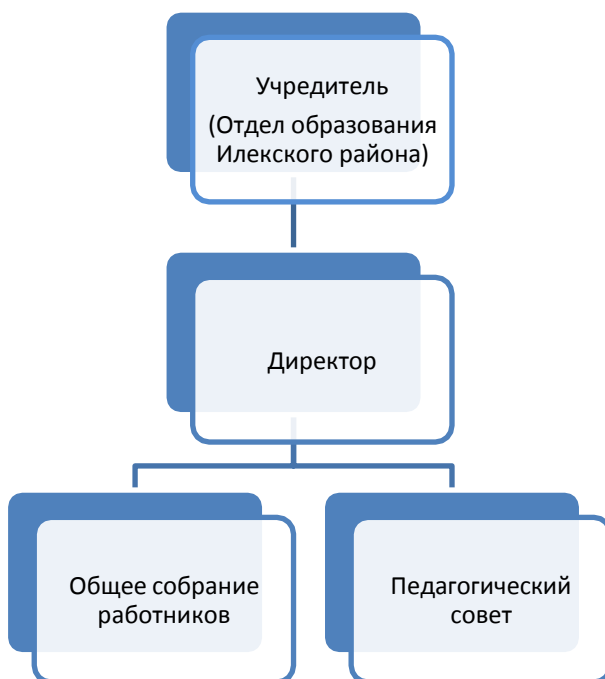 Учредитель
(Отдел образования
Илекского района)
Директор
Общее собрание
работников
Педагогический
совет